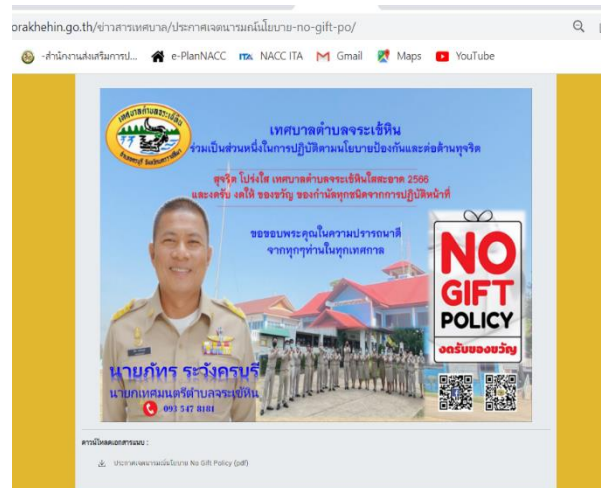 orakhehin.go.th/ข่าวสารเทศบาล/ประกาศเจตนารมณ์นโยบาย-no-gift-po/
-สำนักงานส่งเสริมการป... e-PlanNACC ITA NACC ITA Gmail Maps YouTube
เทศบาลตำบลจระเข้หิน
ร่วมเป็นส่วนหนึ่งในการปฏิบัติตามนโยบายป้องกันและต่อต้านทุจริต
สุจริต โปร่งใส เทศบาลตำบลจระเข้หินใสสะอาด 2566
และงดรับ งดให้ ของขวัญ ของกำนัลทุกชนิดจากการปฏิบัติหน้าที่
ขอขอบพระคุณในความปรารถนาดี
จากทุกๆท่านในทุกเทศกาล
NO
GIFT
POLICY
งดรับของขวัญ
นายภัทร ระวังครบุรี
นายกเทศมนตรีตำบลจระเข้หิน
093 547 8181
ดาวน์โหลดเอกสารแนบ :
ประกาศเจตนารมณ์นโยบาย No Gift Policy (pdf)